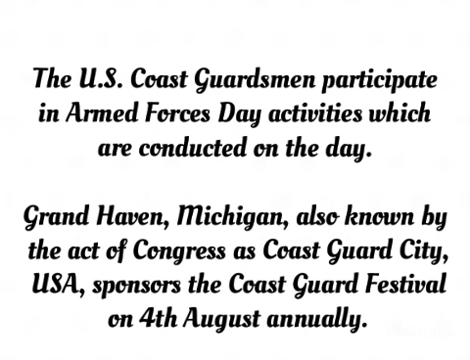 The U.S. Coast Guardsmen participate
in Armed Forces Day activities which
are conducted on the day.
Grand Haven, Michigan, also known by
the act of Congress as Coast Guard City,
USA, sponsors the Coast Guard Festival
on 4th August annually.